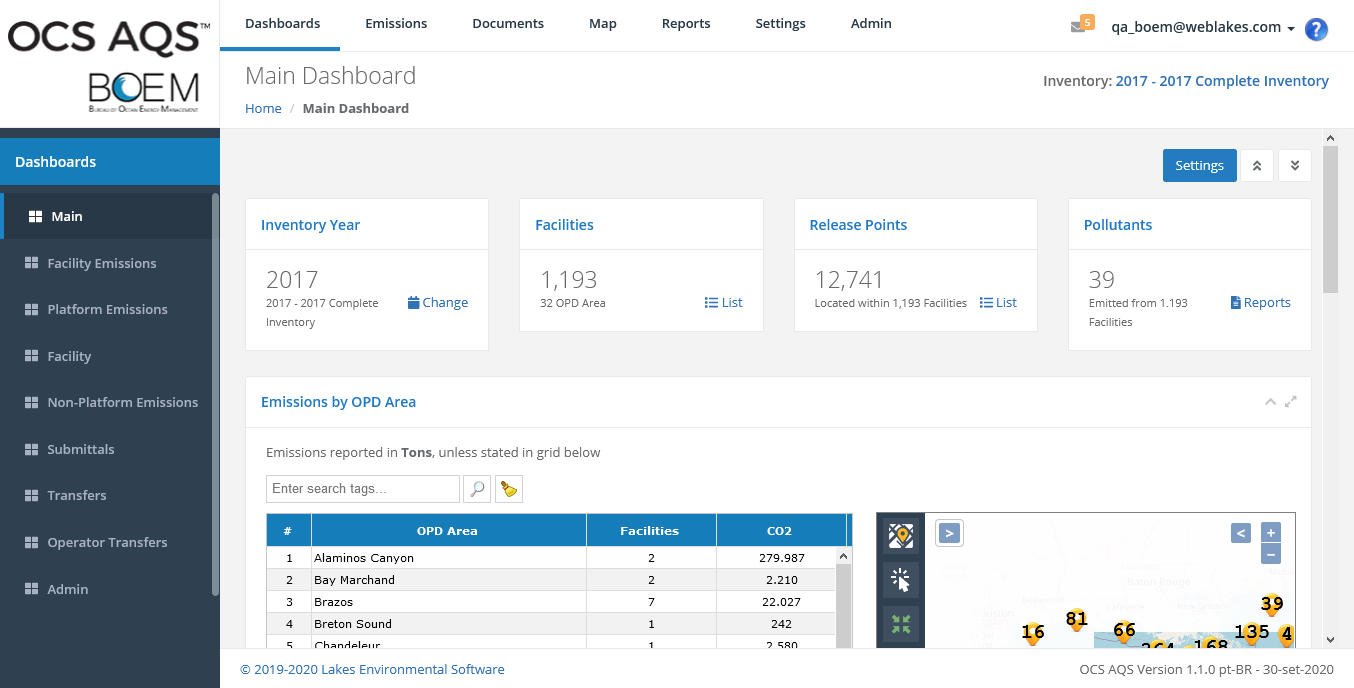 OCS AQS™
BOEM
Bureau of Ocean Energy Management
Dashboards Emissions Documents Map Reports Settings Admin
5 qa_boem@weblakes.com ?
Main Dashboard
Home / Main Dashboard
Inventory: 2017 - 2017 Complete Inventory
Dashboards
Main
Facility Emissions
Platform Emissions
Facility
Non-Platform Emissions
Submittals
Transfers
Operator Transfers
Admin
Settings
Inventory Year
2017
2017 - 2017 Complete
Inventory
Change
Facilities
1,193
32 OPD Area
List
Release Points
12,741
Located within 1,193 Facilities
List
Pollutants
39
Emitted from 1.193
Facilities
Reports
Emissions by OPD Area
Emissions reported in Tons, unless stated in grid below
Enter search tags...
# OPD Area Facilities CO2
1 Alaminos Canyon 2 279.987
2 Bay Marchand 2 2.210
3 Brazos 7 22.027
4 Breton Sound 1 242
5 Chandeleur 1 2.580
> < +
−
Baton Rouge
39
81
16 66 135 4
264 168
© 2019-2020 Lakes Environmental Software
OCS AQS Version 1.1.0 pt-BR - 30-set-2020